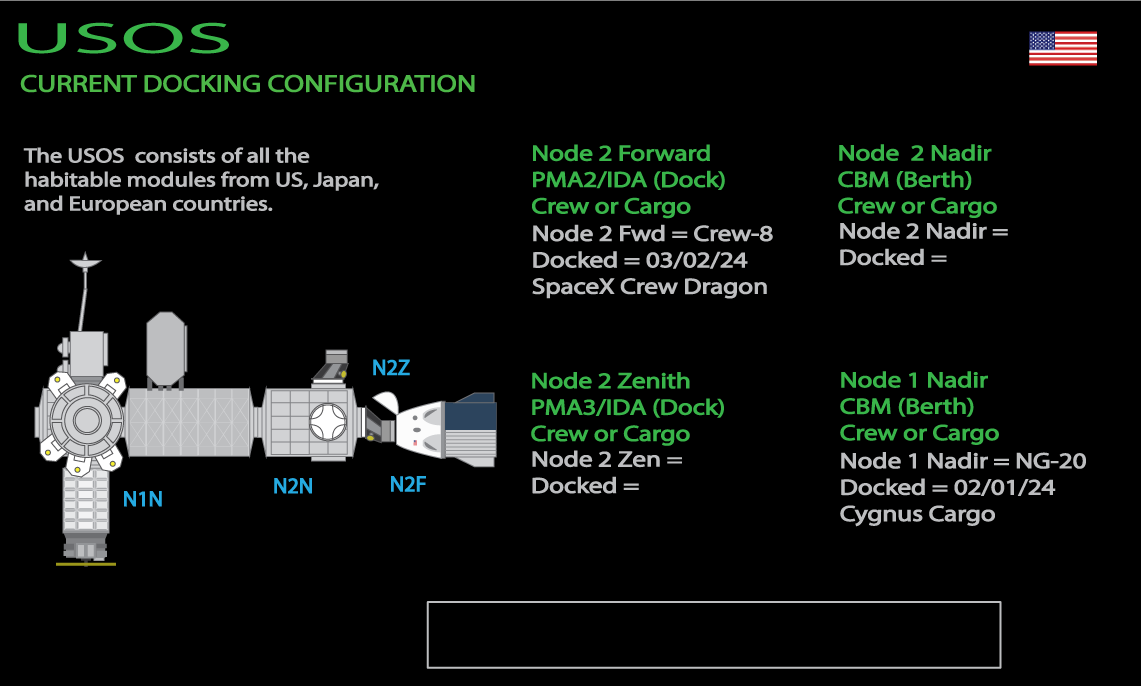 USOS
CURRENT DOCKING CONFIGURATION
The USOS  consists of all the
habitable modules from US, Japan,
and European countries.
Node 2 Forward
PMA2/IDA (Dock)
Crew or Cargo
Node 2 Fwd = Crew-8
Docked = 03/02/24
SpaceX Crew Dragon
Node  2 Nadir
CBM (Berth)
Crew or Cargo
Node 2 Nadir =
Docked =
N2Z
N1N
N2N
N2F
Node 2 Zenith
PMA3/IDA (Dock)
Crew or Cargo
Node 2 Zen =
Docked =
Node 1 Nadir
CBM (Berth)
Crew or Cargo
Node 1 Nadir = NG-20
Docked = 02/01/24
Cygnus Cargo